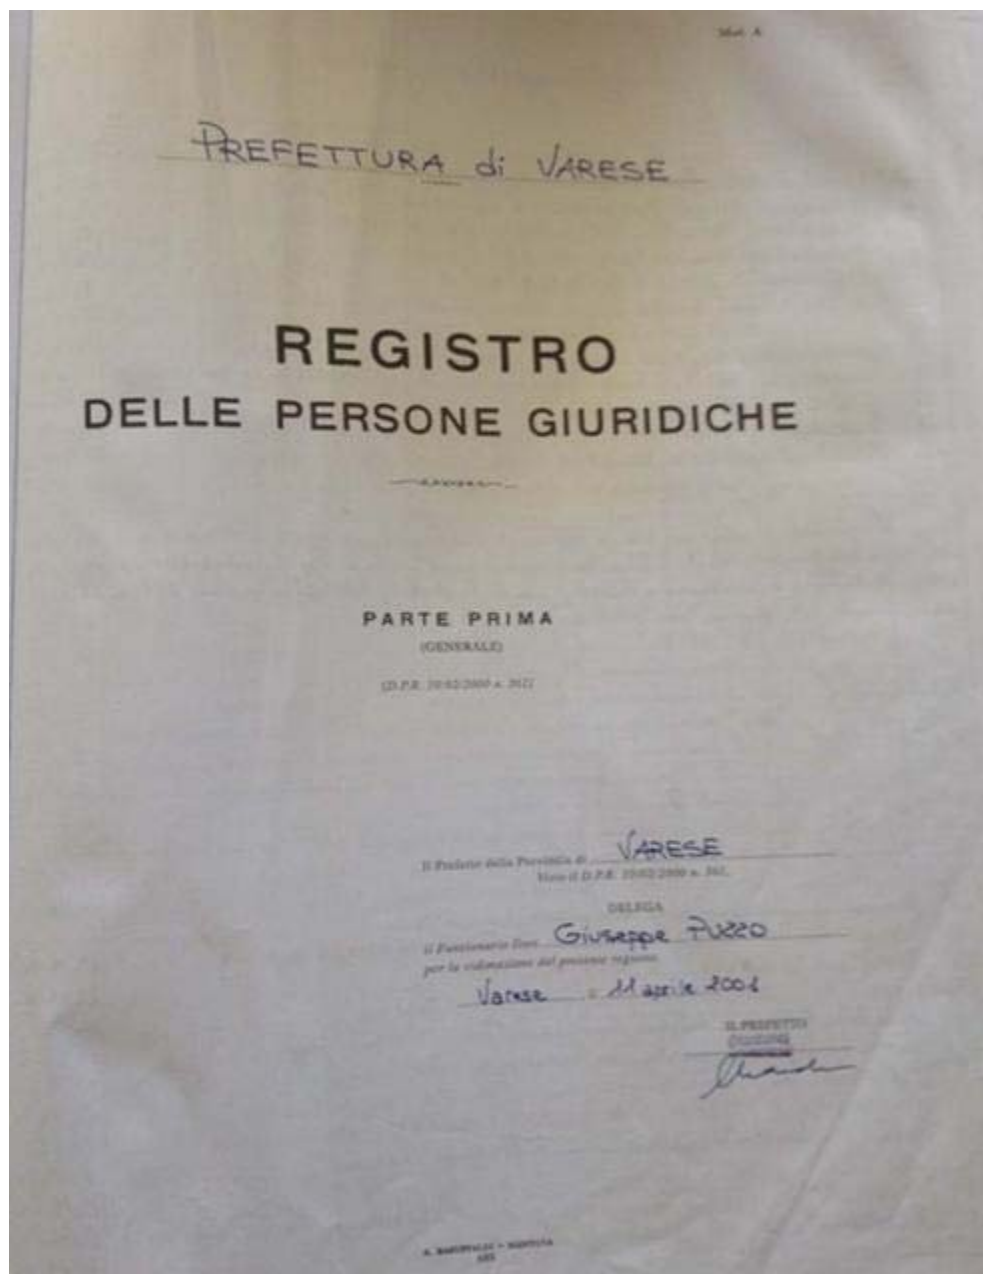 Mod. A
PREFETTURA di VARESE
REGISTRO
DELLE PERSONE GIURIDICHE
PARTE PRIMA
(GENERALE)
(D.P.R. 10/02/2000 n. 361)
Il Prefetto della Provincia di VARESE
Visto il D.P.R. 10/02/2000 n. 361,
DELEGA
il Funzionario Dott. Giuseppe PUZZO
per la vidimazione del presente registro.
Varese 11 aprile 2001
IL PREFETTO